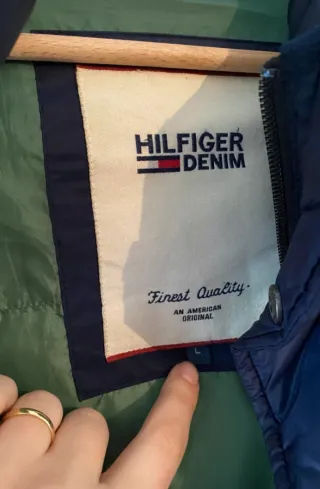 HILFIGER
DENIM
Finest Quality.
AN AMERICAN
ORIGINAL
L